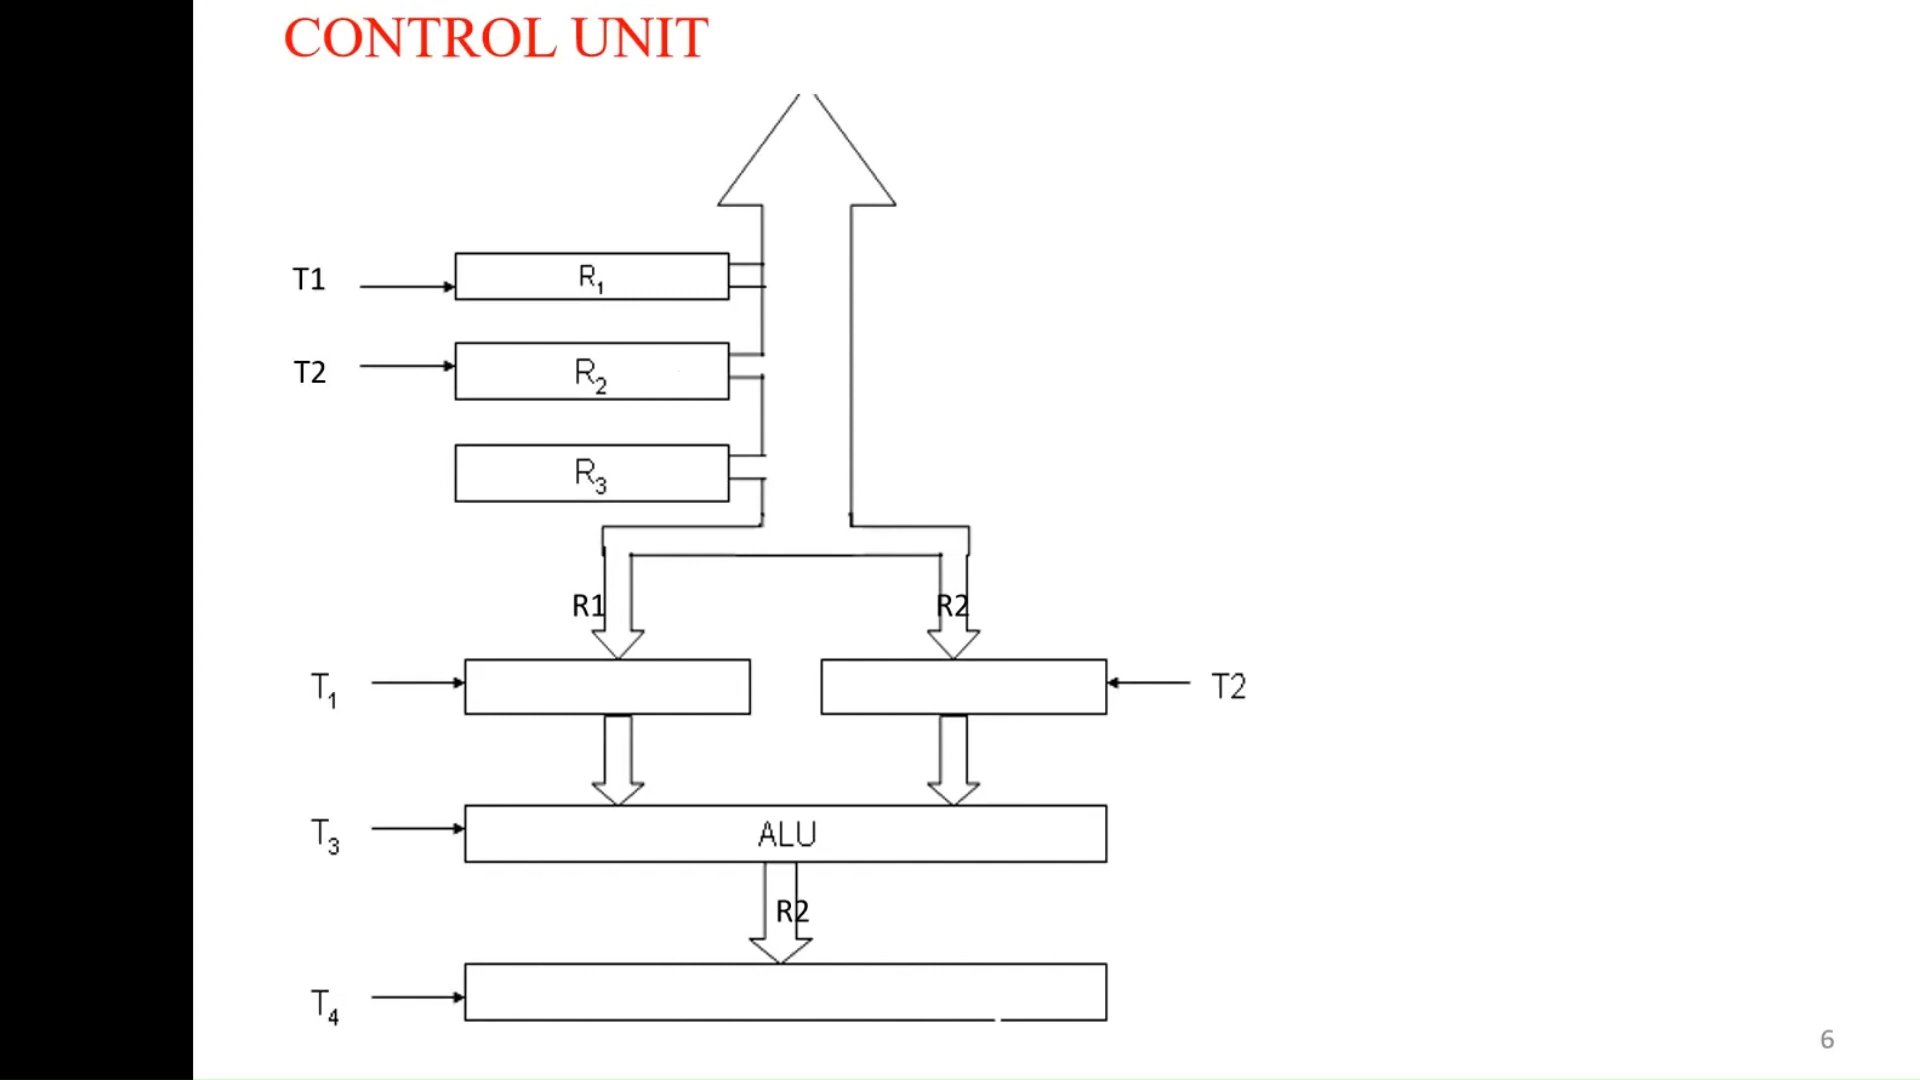 CONTROL UNIT
T1
R₁
T2
R₂
R₃
R1
R2
T₁
T2
T₃
ALU
R2
T₄
6